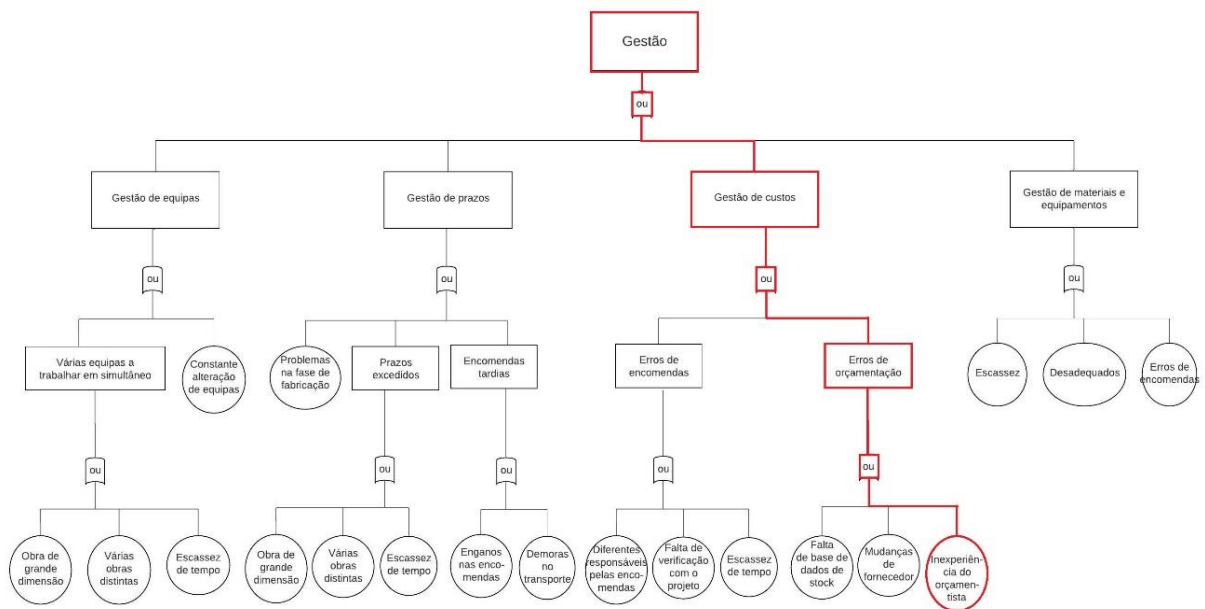 Gestão
ou
Gestão de equipas
Gestão de prazos
Gestão de custos
Gestão de materiais e
equipamentos
ou
ou
ou
ou
Várias equipas a
trabalhar em simultâneo
Constante
alteração
de equipas
Problemas
na fase de
fabricação
Prazos
excedidos
Encomendas
tardias
Erros de
encomendas
Erros de
orçamentação
Escassez
Desadequados
Erros de
encomendas
ou
ou
ou
ou
ou
Obra de
grande
dimensão
Várias
obras
distintas
Escassez
de tempo
Obra de
grande
dimensão
Várias
obras
distintas
Escassez
de tempo
Enganos
nas enco-
mendas
Demoras
no
transporte
Diferentes
responsáveis
pelas enco-
mendas
Falta de
verificação
com o
projeto
Escassez
de tempo
Falta
de base de
dados de
stock
Mudanças
de
fornecedor
Inexperiên-
cia do
orçamen-
tista